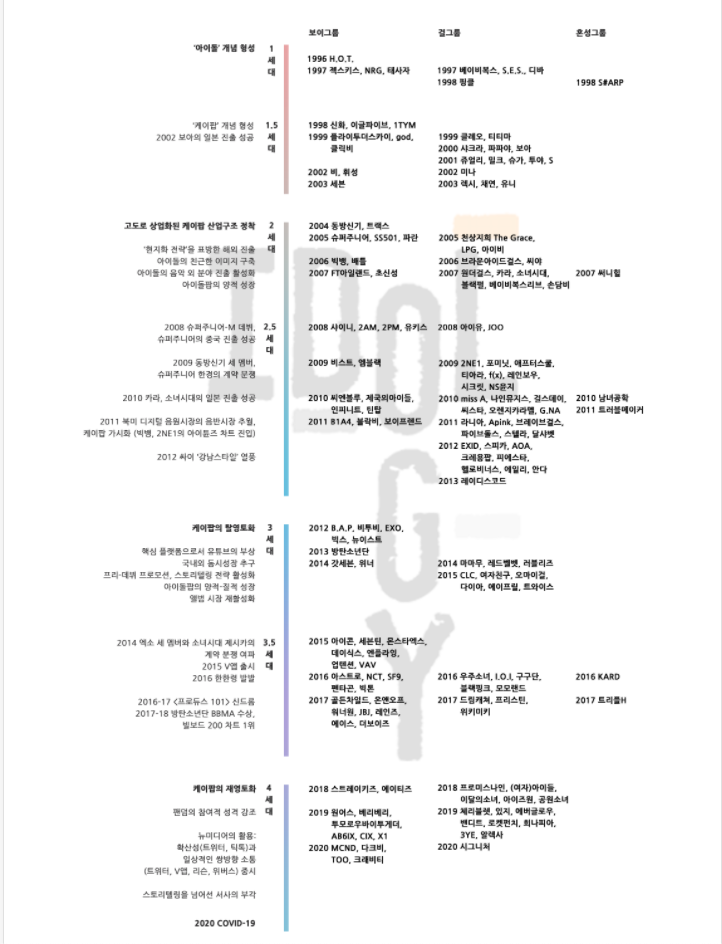 보이그룹 걸그룹 혼성그룹
'아이돌' 개념 형성 1
세
대
1996 H.O.T.
1997 젝스키스, NRG, 태사자 1997 베이비복스, S.E.S., 디바
1998 핑클 1998 S#ARP
'케이팝' 개념 형성 1.5 1998 신화, 이글파이브, 1TYM
2002 보아의 일본 진출 성공 세 1999 플라이투더스카이, god, 1999 클레오, 티티마
대 클릭비 2000 샤크라, 파파야, 보아
2001 쥬얼리, 밀크, 슈가, 투야, S
2002 비, 휘성 2002 미나
2003 세븐 2003 렉시, 채연, 유니
고도로 상업화된 케이팝 산업구조 정착 2 2004 동방신기, 트랙스
세 2005 슈퍼주니어, SS501, 파란 2005 천상지희 The Grace,
'현지화 전략'을 표방한 해외 진출 대 LPG, 아이비
아이돌의 친근한 이미지 구축 2006 빅뱅, 배틀 2006 브라운아이드걸스, 씨야
아이돌의 음악 외 분야 진출 활성화 2007 FT아일랜드, 초신성 2007 원더걸스, 카라, 소녀시대, 2007 써니힐
아이돌팝의 양적 성장 블랙펄, 베이비복스리브, 손담비
2008 슈퍼주니어-M 데뷔, 2.5 2008 샤이니, 2AM, 2PM, 유키스 2008 아이유, JOO
슈퍼주니어의 중국 진출 성공 세
대
2009 동방신기 세 멤버, 2009 비스트, 엠블랙 2009 2NE1, 포미닛, 애프터스쿨,
슈퍼주니어 한경의 계약 분쟁 티아라, f(x), 레인보우,
시크릿, NS윤지
2010 카라, 소녀시대의 일본 진출 성공 2010 씨엔블루, 제국의아이들, 2010 miss A, 나인뮤지스, 걸스데이, 2010 남녀공학
인피니트, 틴탑 씨스타, 오렌지캬라멜, G.NA 2011 트러블메이커
2011 북미 디지털 음원시장의 음반시장 추월, 2011 B1A4, 블락비, 보이프렌드 2011 라니아, Apink, 브레이브걸스,
케이팝 가시화 (빅뱅, 2NE1의 아이튠즈 차트 진입) 파이브돌스, 스텔라, 달샤벳
2012 EXID, 스피카, AOA,
2012 싸이 '강남스타일' 열풍 크레용팝, 피에스타,
헬로비너스, 에일리, 안다
2013 레이디스코드
케이팝의 탈영토화 3 2012 B.A.P, 비투비, EXO,
세 빅스, 뉴이스트
핵심 플랫폼으로서 유튜브의 부상 대 2013 방탄소년단
국내외 동시성장 추구 2014 갓세븐, 위너 2014 마마무, 레드벨벳, 러블리즈
프리-데뷔 프로모션, 스토리텔링 전략 활성화 2015 CLC, 여자친구, 오마이걸,
아이돌팝의 양적-질적 성장 다이아, 에이프릴, 트와이스
앨범 시장 재활성화
2014 엑소 세 멤버와 소녀시대 제시카의 3.5 2015 아이콘, 세븐틴, 몬스타엑스,
계약 분쟁 여파 세 데이식스, 엔플라잉,
2015 V앱 출시 대 업텐션, VAV
2016 한한령 발발 2016 아스트로, NCT, SF9, 2016 우주소녀, I.O.I, 구구단, 2016 KARD
펜타곤, 빅톤 블랙핑크, 모모랜드
2016-17 <프로듀스 101> 신드롬 2017 골든차일드, 온앤오프, 2017 드림캐쳐, 프리스틴, 2017 트리플H
2017-18 방탄소년단 BBMA 수상, 워너원, JBJ, 레인즈, 위키미키
빌보드 200 차트 1위 에이스, 더보이즈
케이팝의 재영토화 4 2018 스트레이키즈, 에이티즈 2018 프로미스나인, (여자)아이들,
세 이달의소녀, 아이즈원, 공원소녀
팬덤의 참여적 성격 강조 대 2019 원어스, 베리베리, 2019 체리블렛, 있지, 에버글로우,
투모로우바이투게더, 밴디트, 로켓펀치, 희나피아,
뉴미디어의 활용: AB6IX, CIX, X1 3YE, 알렉사
확산성(트위터, 틱톡)과 2020 MCND, 다크비, 2020 시그니처
일상적인 쌍방향 소통 TOO, 크래비티
(트위터, V앱, 리슨, 위버스) 중시
스토리텔링을 넘어선 서사의 부각
2020 COVID-19
IDOLOGY